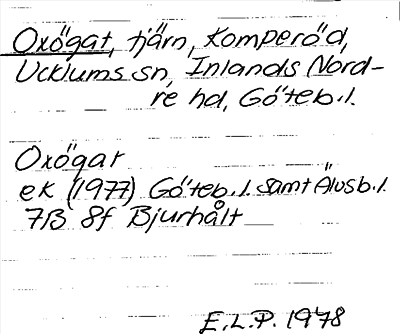 Oxögat, tjärn, Komperöd,
Ucklums sn, Inlands Nord-
re hd, Göteb.l.
Oxögat
ek (1977) Göteb.l. samt Älvsb.l.
7B 8f Bjurhålt
E.L.P. 1978